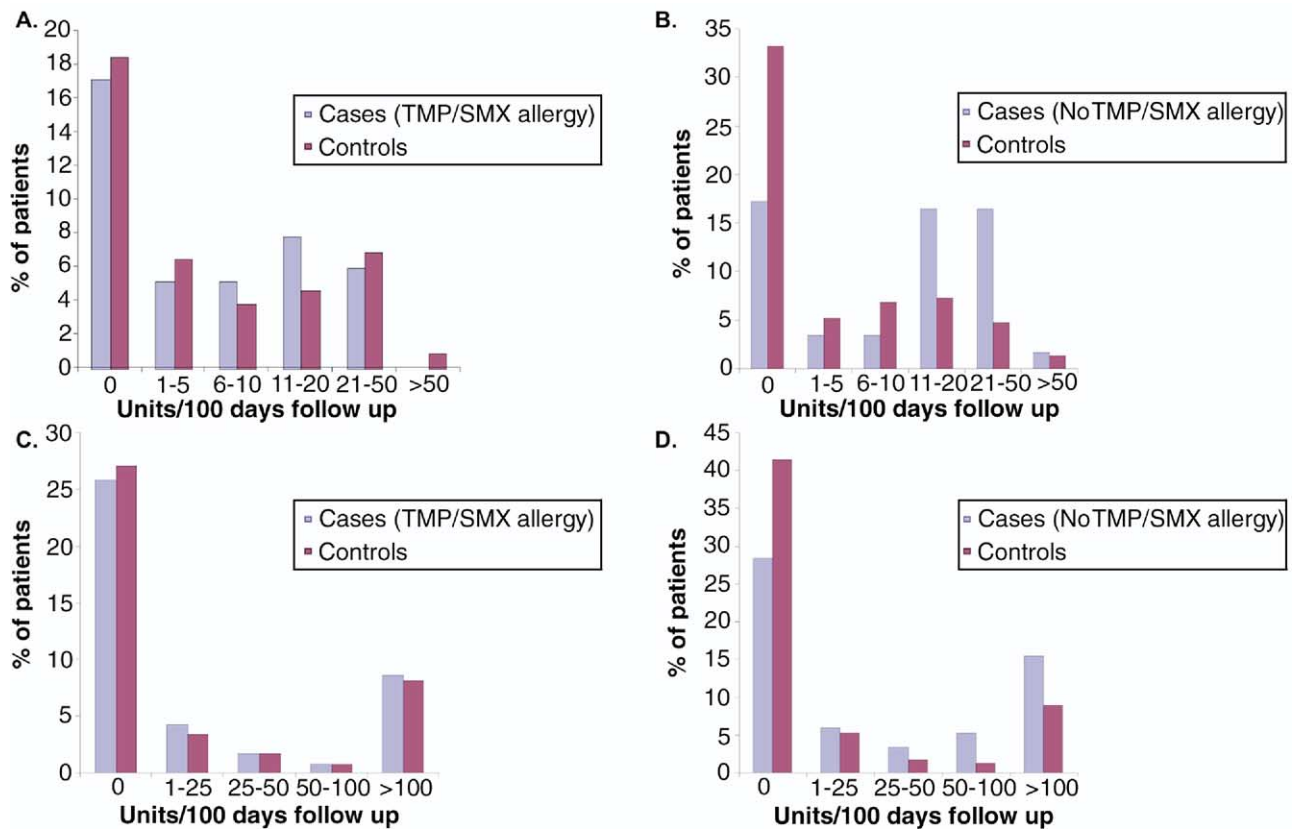 A.
% of patients
20
18
16
14
12
10
8
6
4
2
0
Cases (TMP/SMX allergy)
Controls
0 1-5 6-10 11-20 21-50 >50
Units/100 days follow up
B.
% of patients
35
30
25
20
15
10
5
0
Cases (No TMP/SMX allergy)
Controls
0 1-5 6-10 11-20 21-50 >50
Units/100 days follow up
C.
% of patients
30
25
20
15
10
5
0
Cases (TMP/SMX allergy)
Controls
0 1-25 25-50 50-100 >100
Units/100 days follow up
D.
% of patients
45
40
35
30
25
20
15
10
5
0
Cases (No TMP/SMX allergy)
Controls
0 1-25 25-50 50-100 >100
Units/100 days follow up